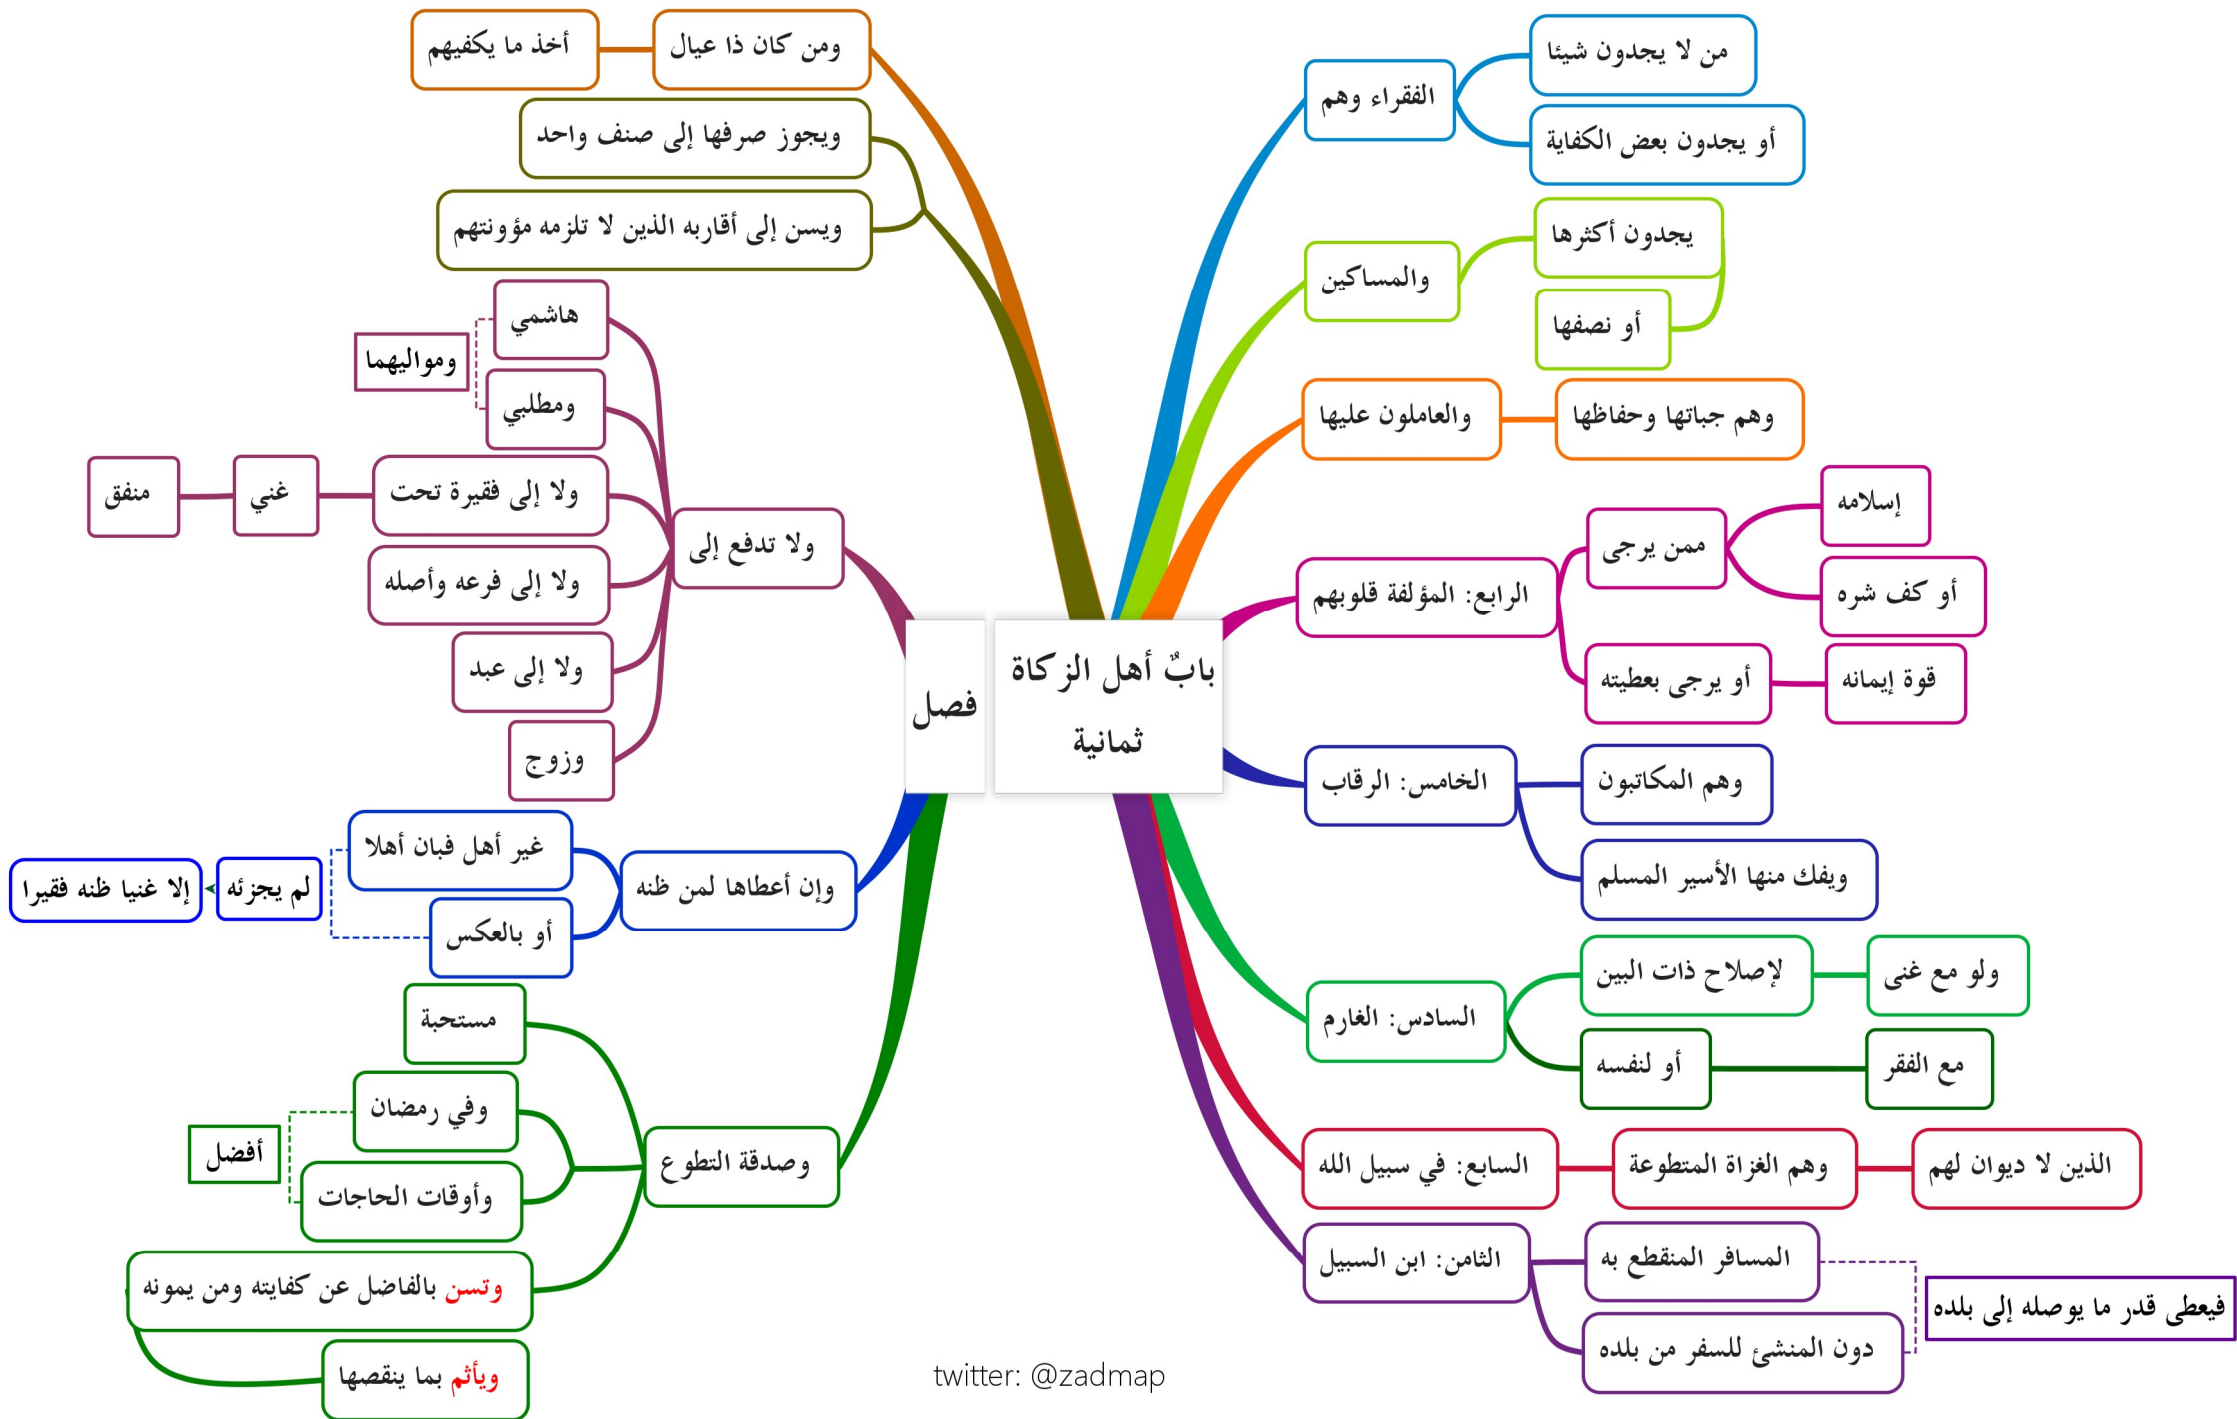 بابٌ أهل الزكاة
ثمانية
الفقراء وهم
من لا يجدون شيئا
أو يجدون بعض الكفاية
والمساكين
يجدون أكثرها
أو نصفها
والعاملون عليها
وهم جباتها وحفاظها
الرابع: المؤلفة قلوبهم
ممن يرجى
إسلامه
أو كف شره
أو يرجى بعطيته
قوة إيمانه
الخامس: الرقاب
وهم المكاتبون
ويفك منها الأسير المسلم
السادس: الغارم
لإصلاح ذات البين
ولو مع غنى
أو لنفسه
مع الفقر
السابع: في سبيل الله
وهم الغزاة المتطوعة
الذين لا ديوان لهم
الثامن: ابن السبيل
المسافر المنقطع به
دون المنشئ للسفر من بلده
فيعطى قدر ما يوصله إلى بلده
ومن كان ذا عيال
أخذ ما يكفيهم
ويجوز صرفها إلى صنف واحد
ويسن إلى أقاربه الذين لا تلزمه مؤونتهم
فصل
ولا تدفع إلى
هاشمي
ومطلبي
ومواليهما
ولا إلى فقيرة تحت
غني
منفق
ولا إلى فرعه وأصله
ولا إلى عبد
وزوج
وإن أعطاها لمن ظنه
غير أهل فبان أهلا
أو بالعكس
لم يجزئه
إلا غنيا ظنه فقيرا
وصدقة التطوع
مستحبة
وفي رمضان
وأوقات الحاجات
أفضل
وتسن بالفاضل عن كفايته ومن يمونه
ويأثم بما ينقصها
twitter: @zadmap